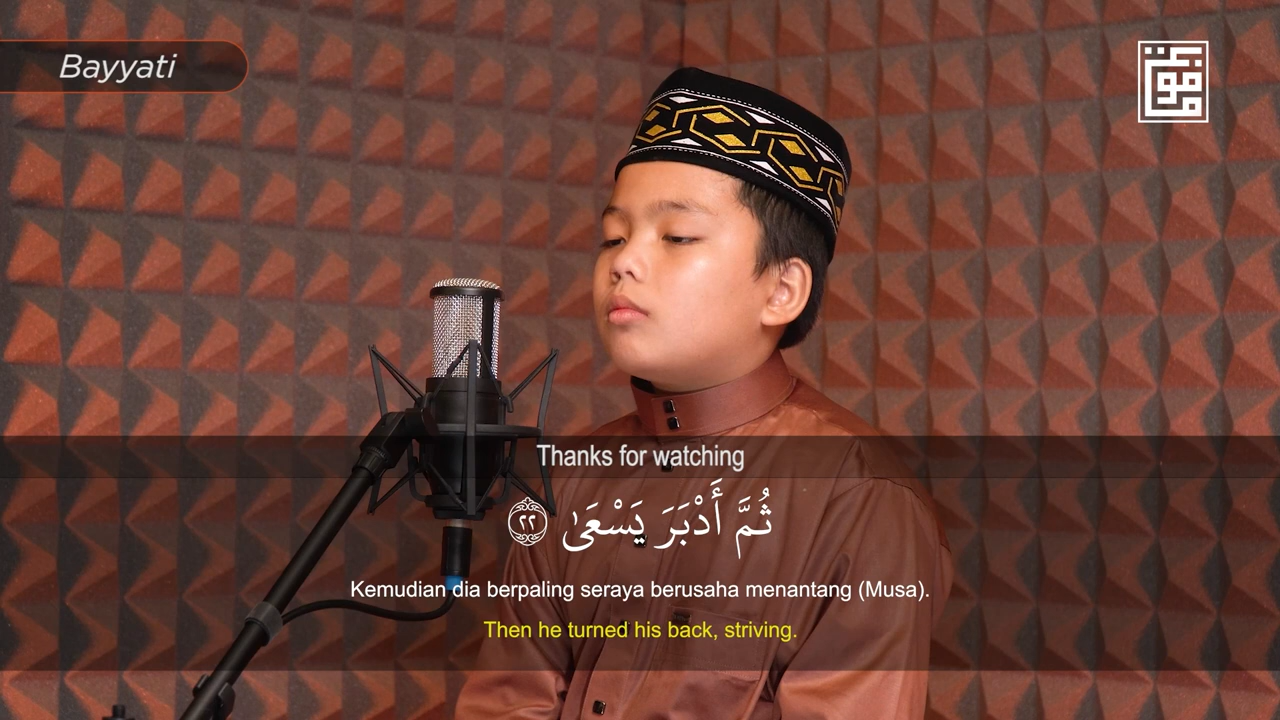 Bayyati
Thanks for watching
ثُمَّ أَدْبَرَ يَسْعَىٰ ٢٢
Kemudian dia berpaling seraya berusaha menantang (Musa).
Then he turned his back, striving.